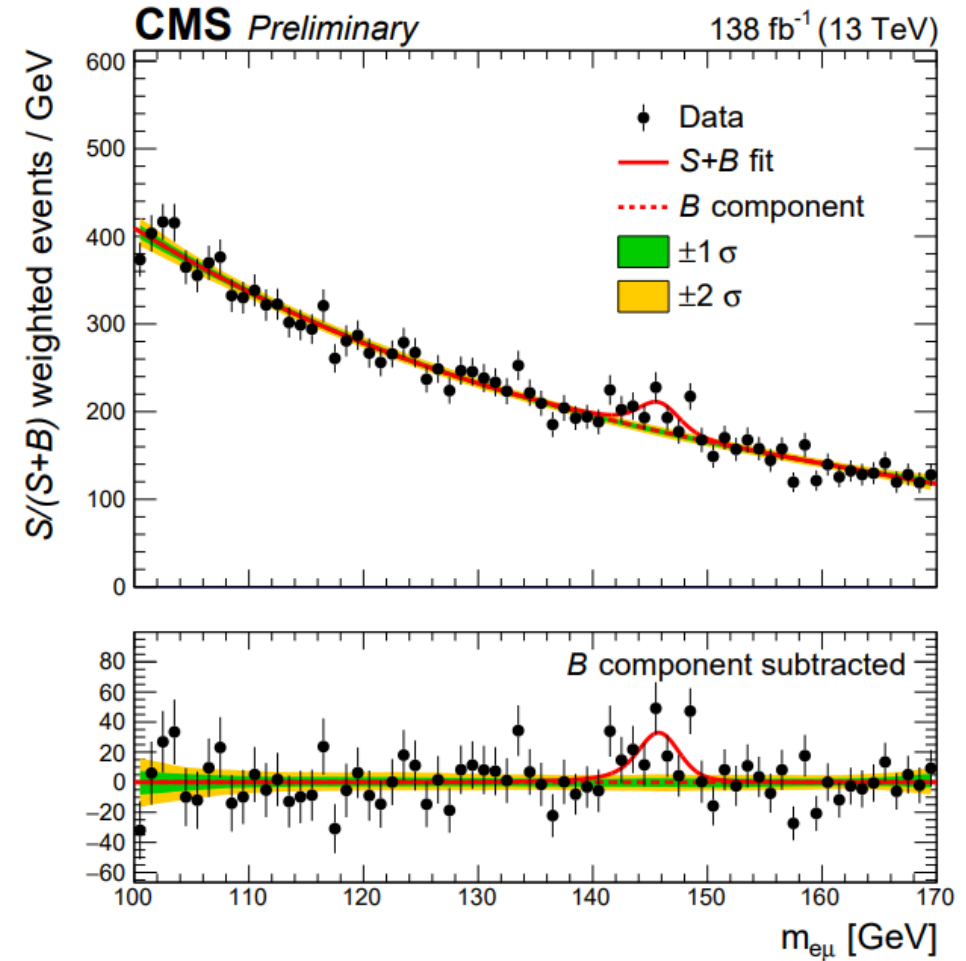 CMS Preliminary 138 fb⁻¹ (13 TeV)
S/(S+B) weighted events / GeV
600
500
400
300
200
100
0
Data
S+B fit
B component
±1 σ
±2 σ
B component subtracted
80
60
40
20
0
−20
−40
−60
100 110 120 130 140 150 160 170
m_eμ [GeV]